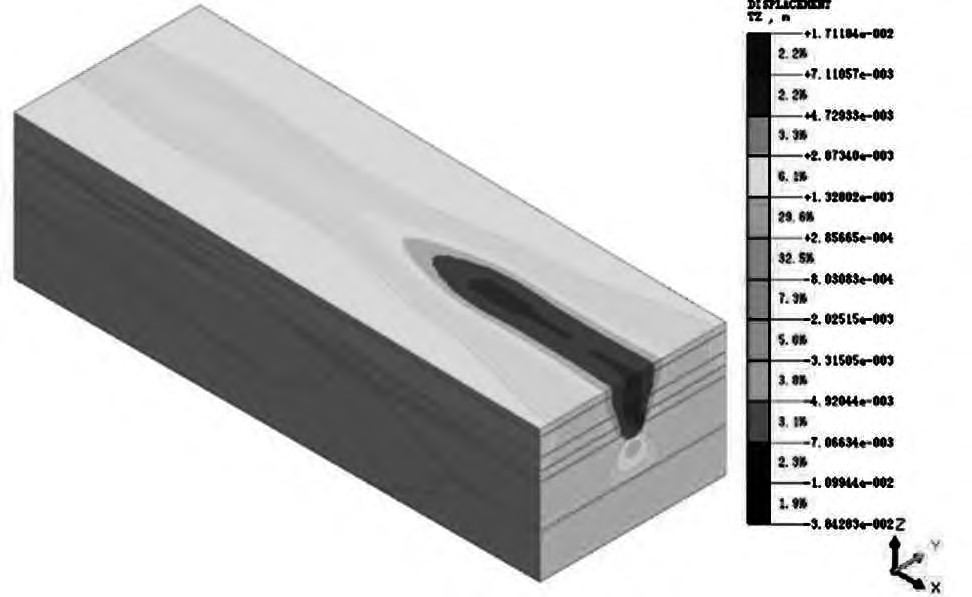 DISPLACEMENT
TZ , m
+1.71184e-002
2.2%
+7.11057e-003
2.2%
+4.72933e-003
3.3%
+2.87340e-003
6.1%
+1.32802e-003
29.6%
+2.85665e-004
32.5%
-8.03083e-004
7.3%
-2.02515e-003
5.0%
-3.31505e-003
3.8%
-4.92044e-003
3.1%
-7.06634e-003
2.3%
-1.09944e-002
1.9%
-3.84283e-002
Z
Y
X